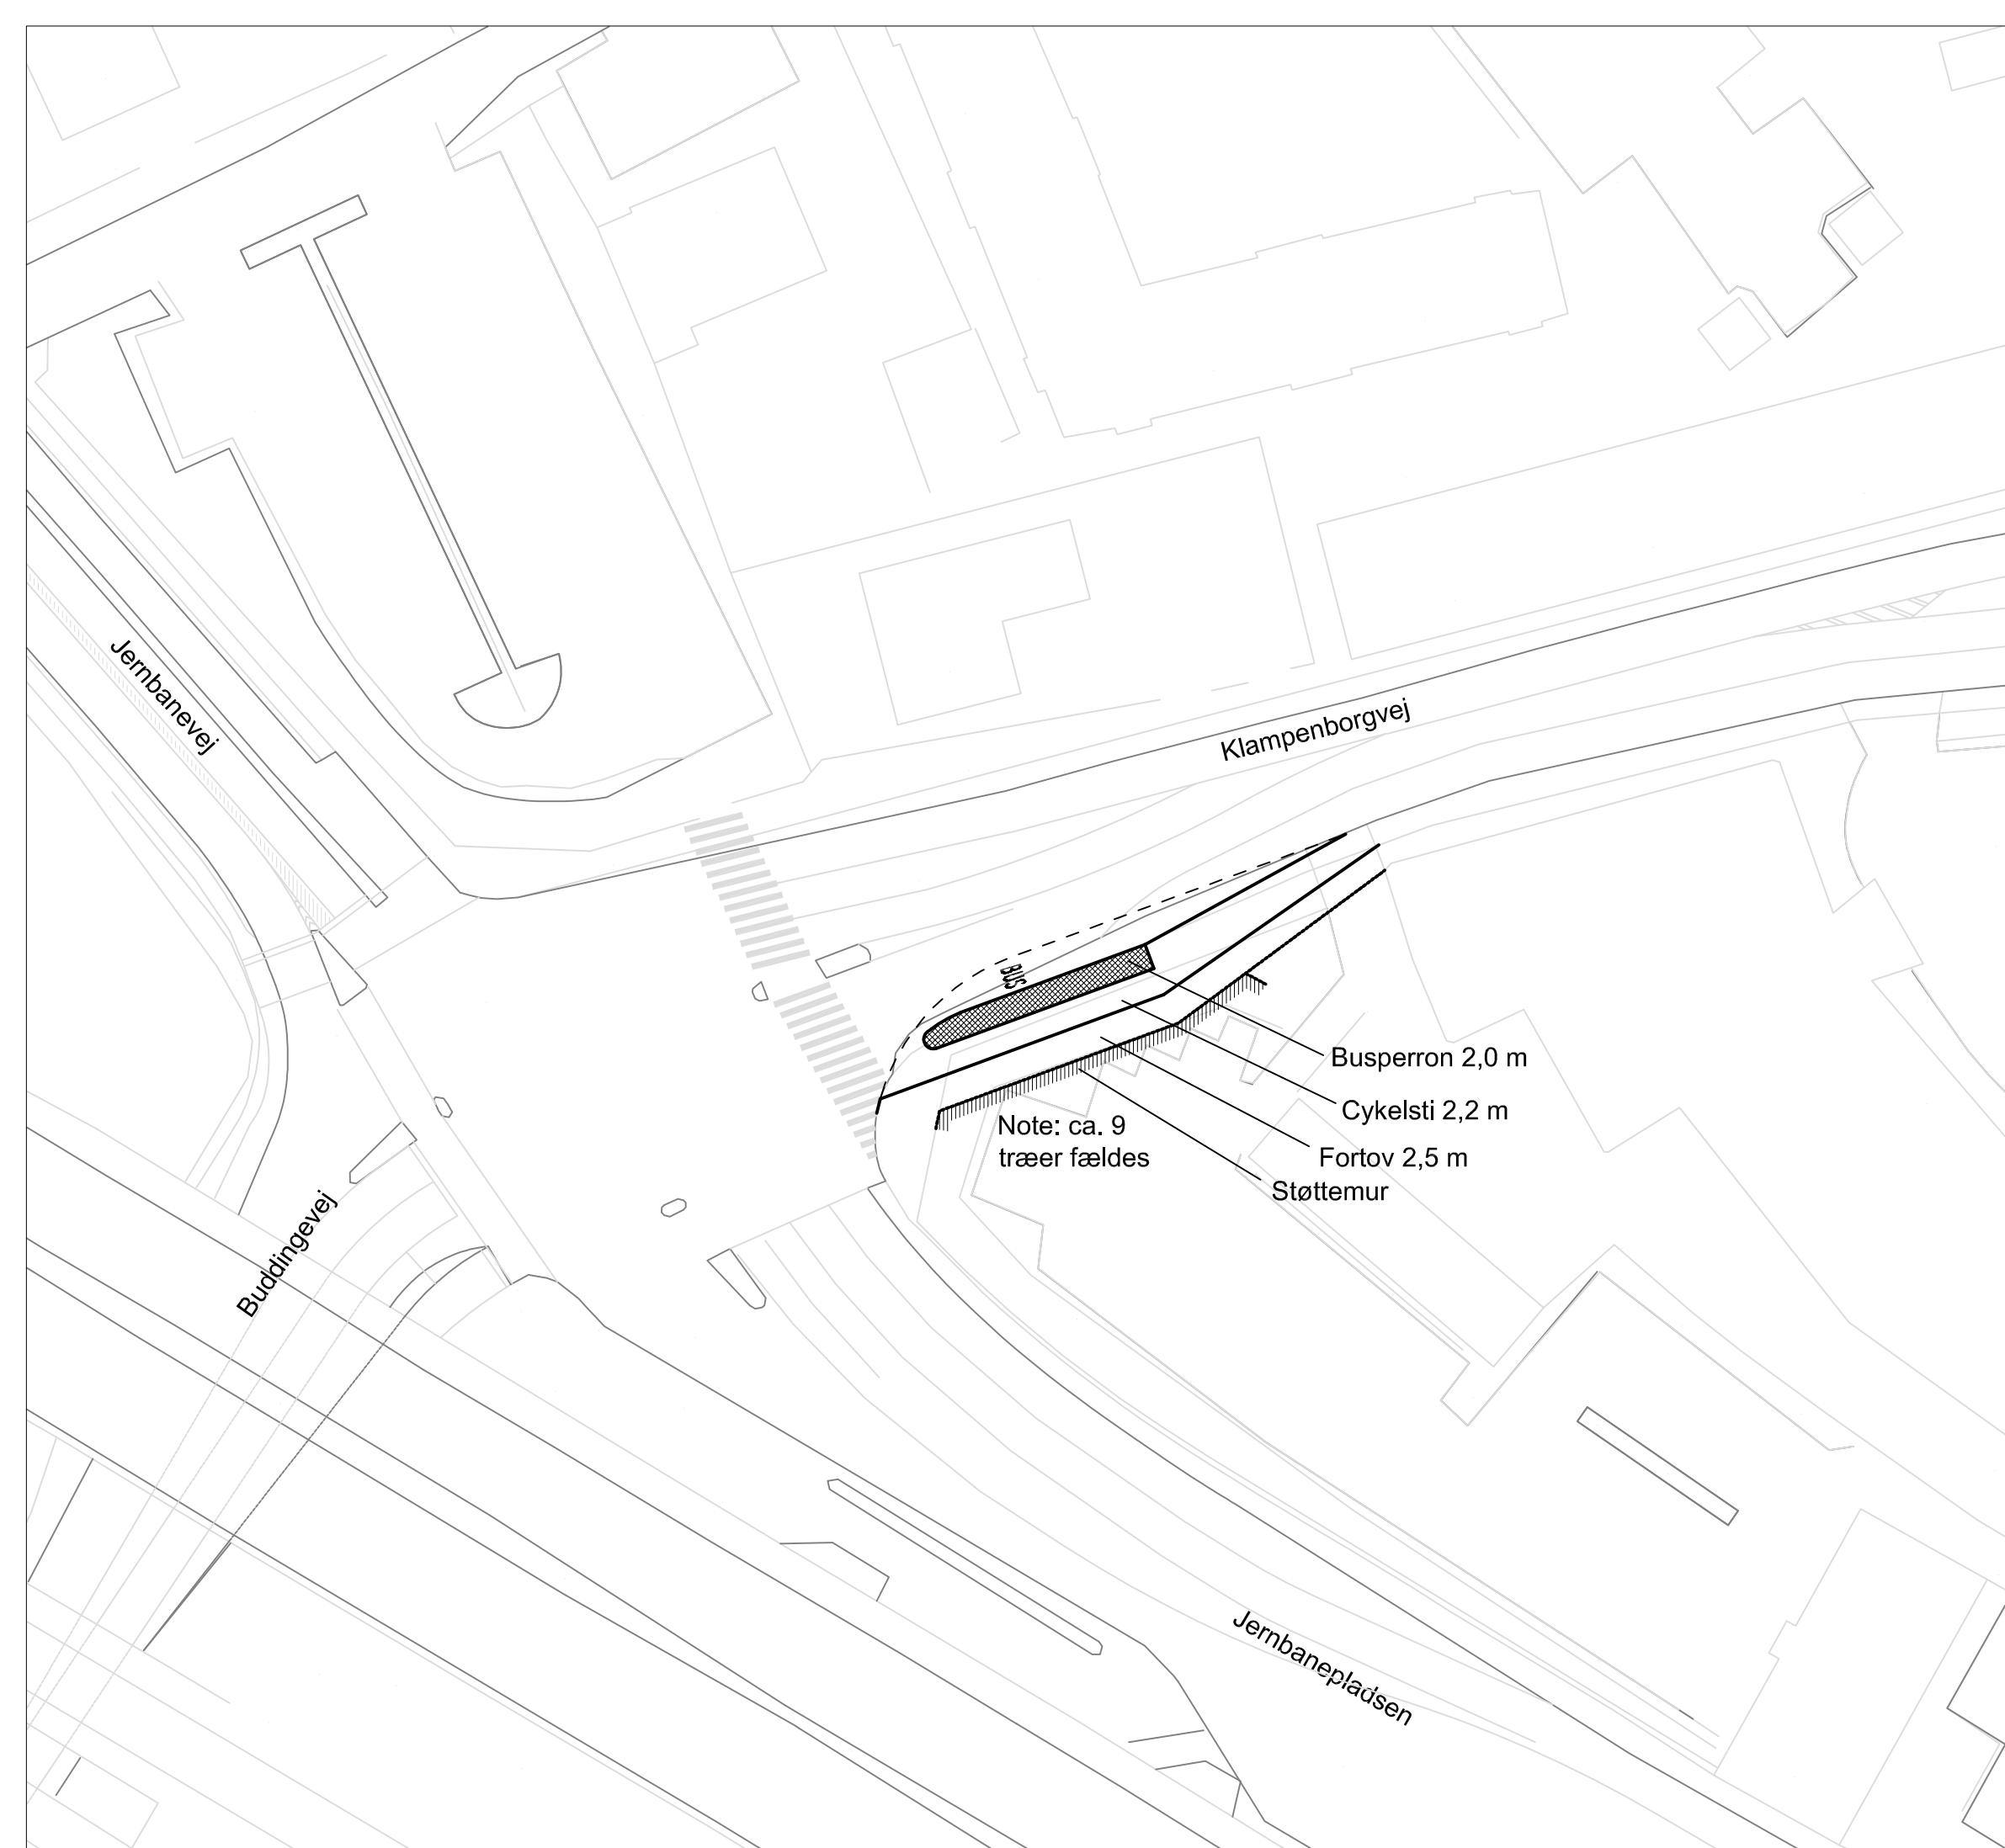 Jernbanevej
Klampenborgvej
BUS
Busperron 2,0 m
Cykelsti 2,2 m
Note: ca. 9
træer fældes
Fortov 2,5 m
Støttemur
Buddingevej
Jernbanepladsen